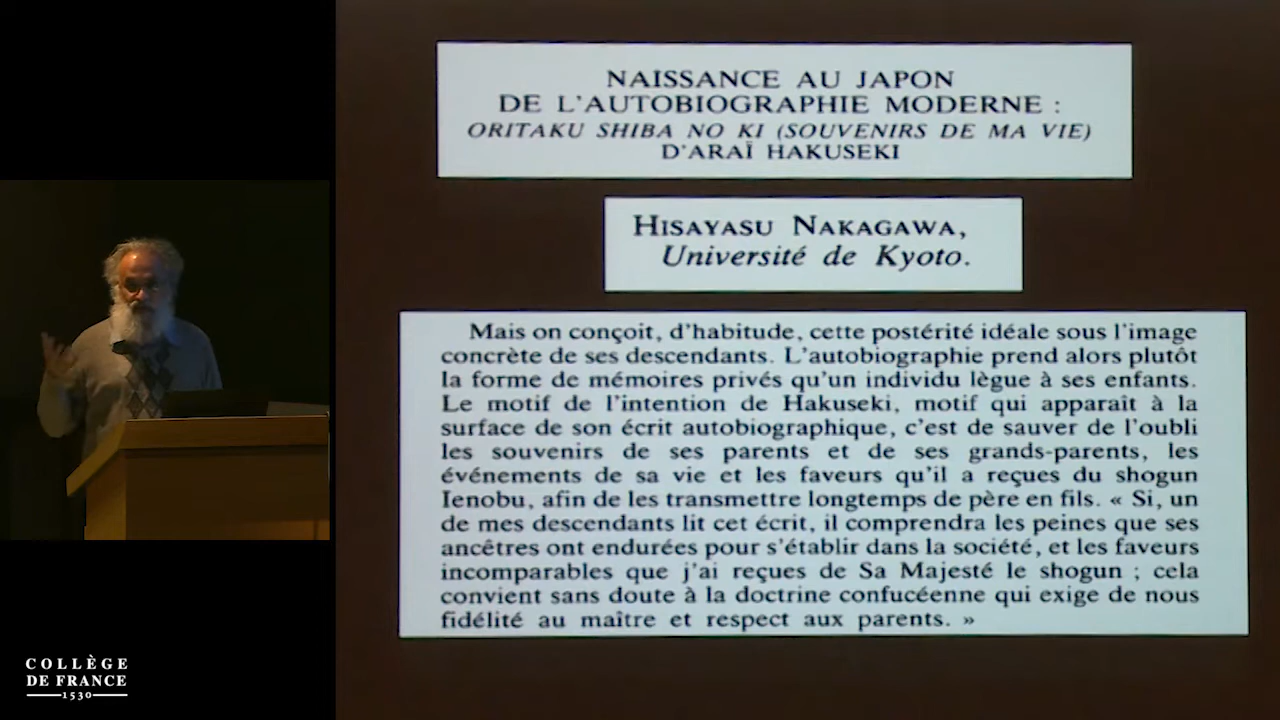 NAISSANCE AU JAPON
DE L'AUTOBIOGRAPHIE MODERNE :
ORITAKU SHIBA NO KI (SOUVENIRS DE MA VIE)
D'ARAÏ HAKUSEKI
HISAYASU NAKAGAWA,
Université de Kyoto.
Mais on conçoit, d'habitude, cette postérité idéale sous l'image
concrète de ses descendants. L'autobiographie prend alors plutôt
la forme de mémoires privés qu'un individu lègue à ses enfants.
Le motif de l'intention de Hakuseki, motif qui apparaît à la
surface de son écrit autobiographique, c'est de sauver de l'oubli
les souvenirs de ses parents et de ses grands-parents, les
événements de sa vie et les faveurs qu'il a reçues du shogun
Ienobu, afin de les transmettre longtemps de père en fils. « Si, un
de mes descendants lit cet écrit, il comprendra les peines que ses
ancêtres ont endurées pour s'établir dans la société, et les faveurs
incomparables que j'ai reçues de Sa Majesté le shogun ; cela
convient sans doute à la doctrine confucéenne qui exige de nous
fidélité au maître et respect aux parents. »
COLLÈGE
DE FRANCE
1530